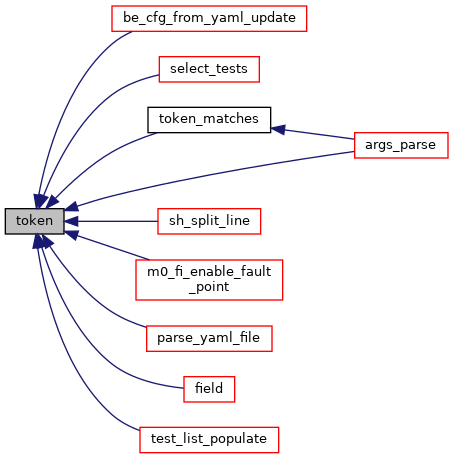 be_cfg_from_yaml_update
select_tests
token_matches
args_parse
token
sh_split_line
m0_fi_enable_fault
_point
parse_yaml_file
field
test_list_populate